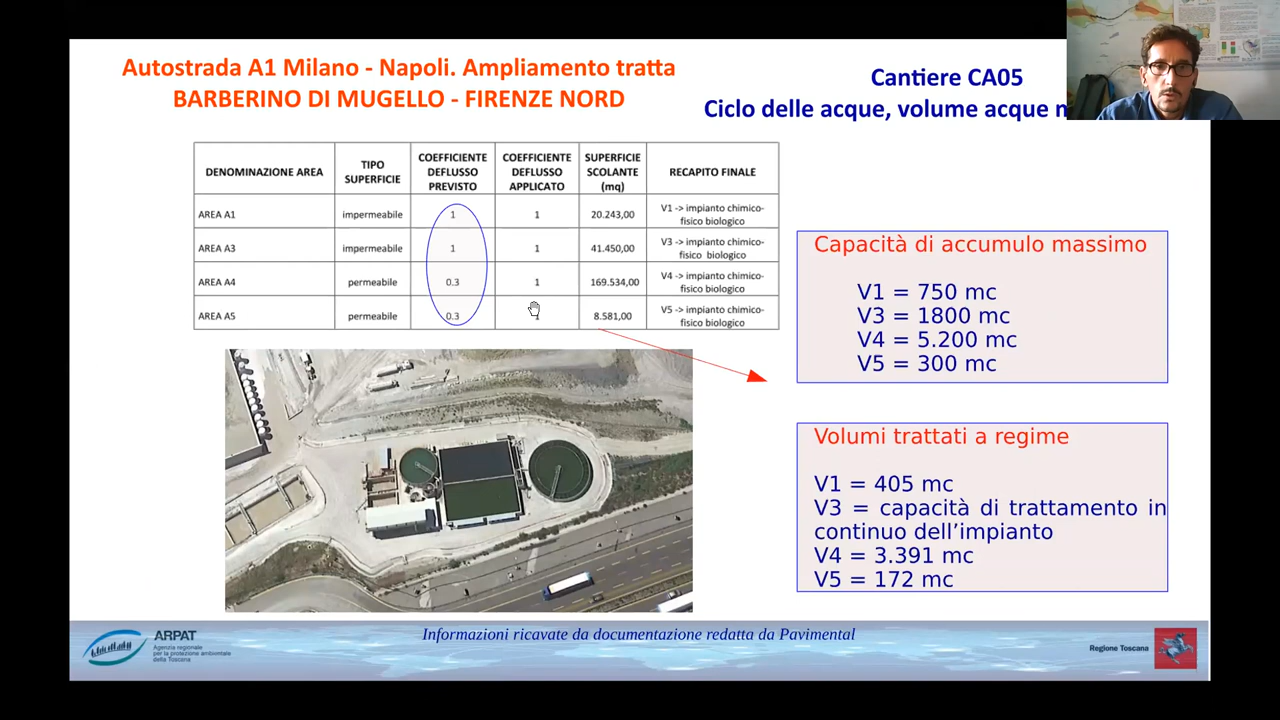 Autostrada A1 Milano - Napoli. Ampliamento tratta
BARBERINO DI MUGELLO - FIRENZE NORD
Cantiere CA05
Ciclo delle acque, volume acque
DENOMINAZIONE AREA
TIPO
SUPERFICIE
COEFFICIENTE
DEFLUSSO
PREVISTO
COEFFICIENTE
DEFLUSSO
APPLICATO
SUPERFICIE
SCOLANTE
(mq)
RECAPITO FINALE
AREA A1
impermeabile
1
1
20.243,00
V1 -> impianto chimico-
fisico biologico
AREA A3
impermeabile
1
1
41.450,00
V3 -> impianto chimico-
fisico biologico
AREA A4
permeabile
0.3
1
169.534,00
V4 -> impianto chimico-
fisico biologico
AREA A5
permeabile
0.3
1
8.581,00
V5 -> impianto chimico-
fisico biologico
Capacità di accumulo massimo
V1 = 750 mc
V3 = 1800 mc
V4 = 5.200 mc
V5 = 300 mc
Volumi trattati a regime
V1 = 405 mc
V3 = capacità di trattamento in
continuo dell'impianto
V4 = 3.391 mc
V5 = 172 mc
Informazioni ricavate da documentazione redatta da Pavimental
ARPAT
Agenzia regionale
per la protezione ambientale
della Toscana
Regione Toscana